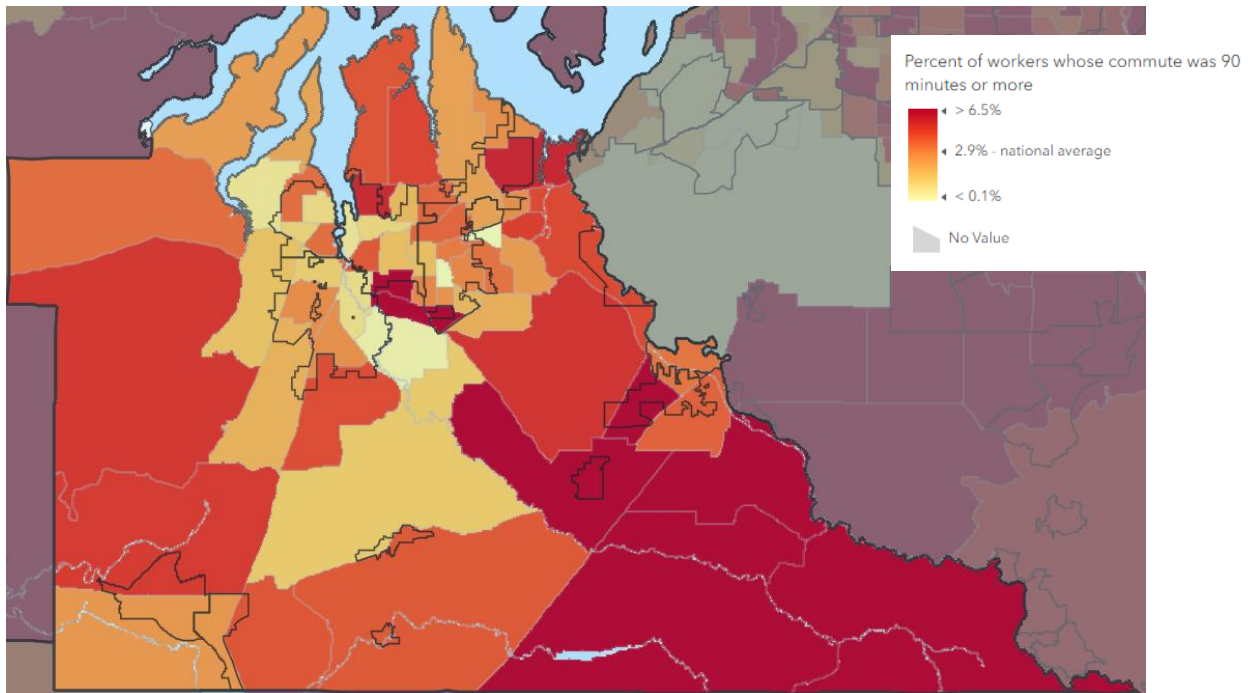 Percent of workers whose commute was 90
minutes or more
> 6.5%
2.9% - national average
< 0.1%
No Value